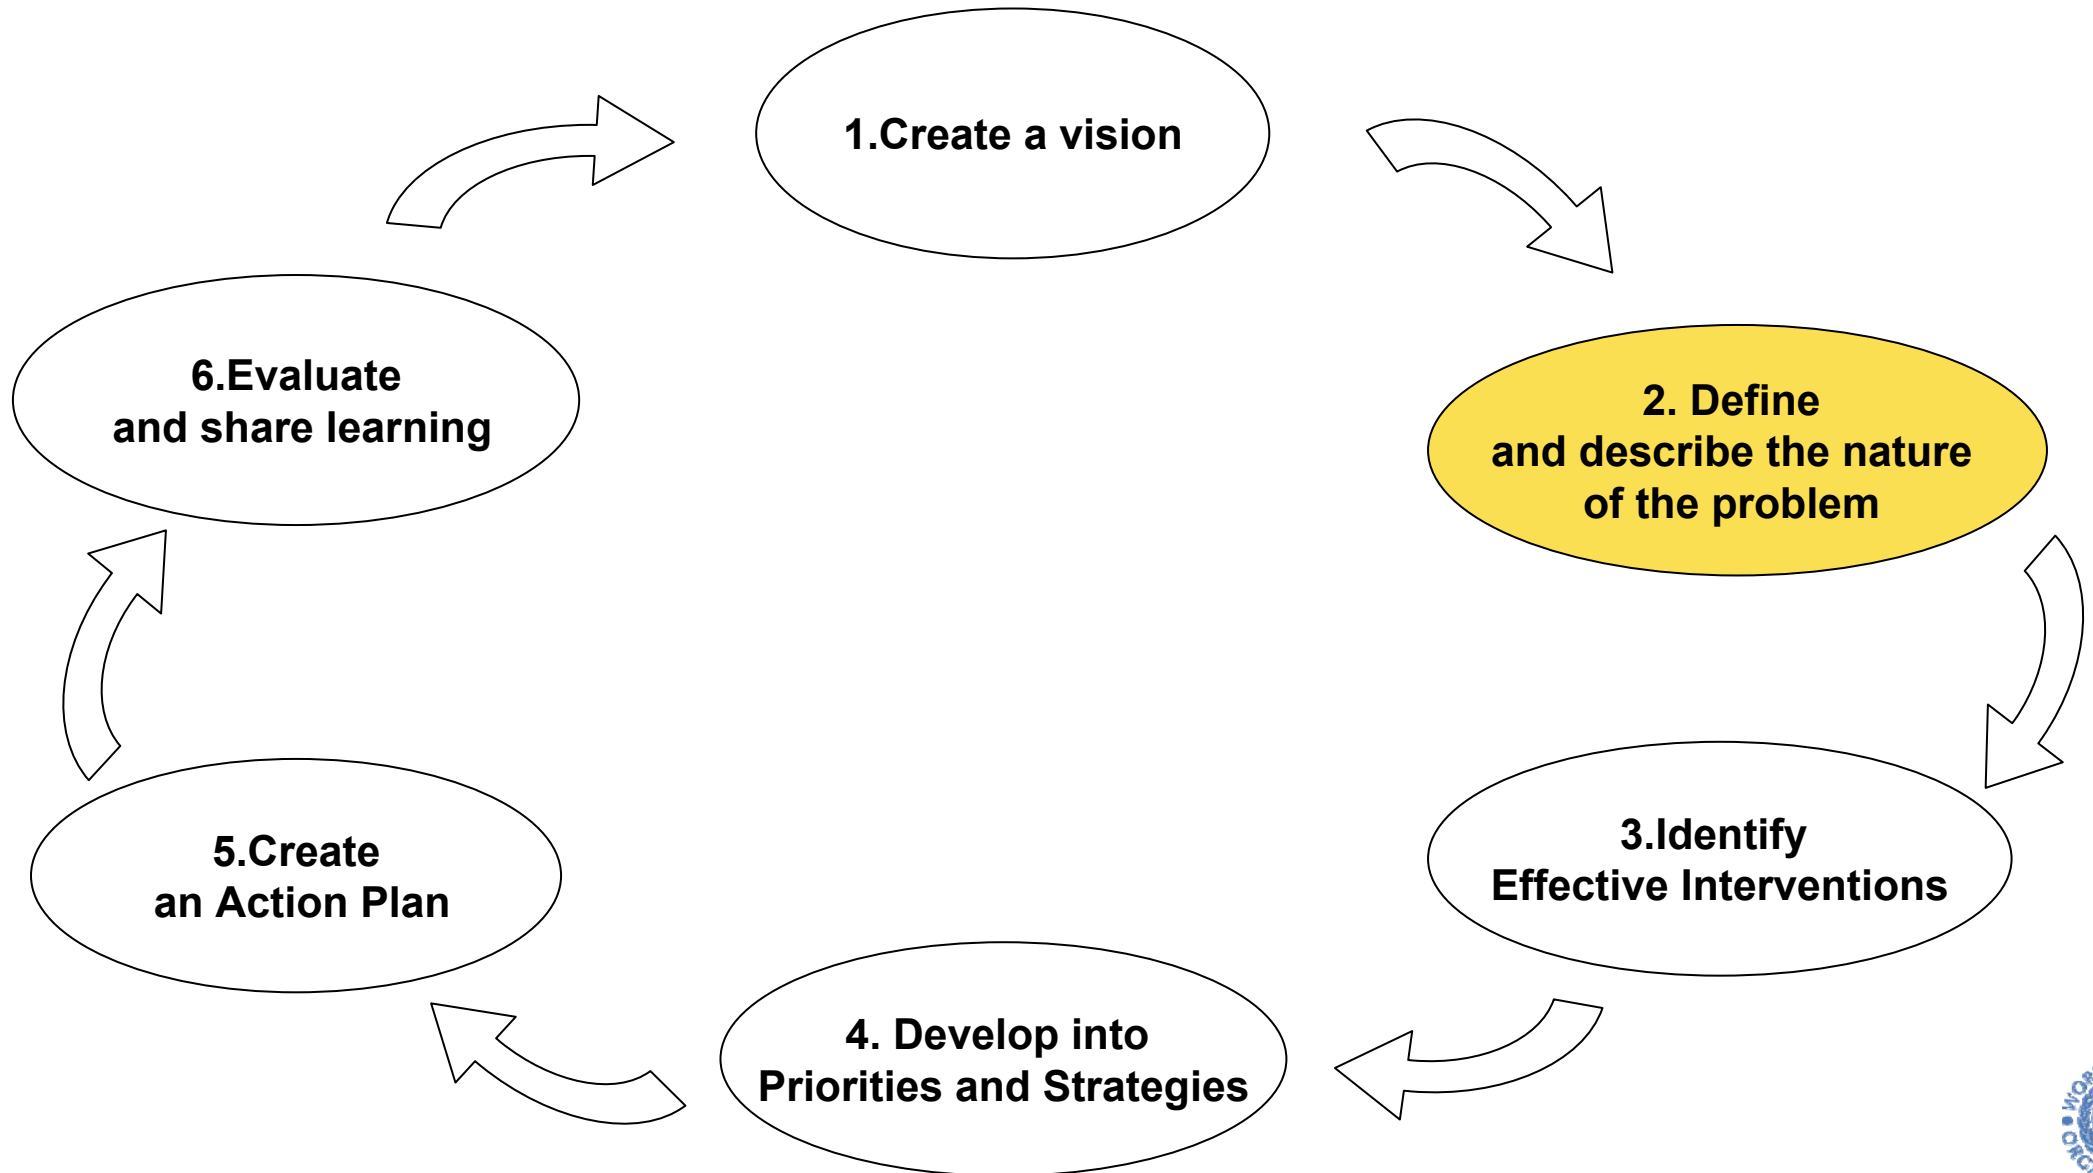 1.Create a vision
2. Define
and describe the nature
of the problem
3.Identify
Effective Interventions
4. Develop into
Priorities and Strategies
5.Create
an Action Plan
6.Evaluate
and share learning